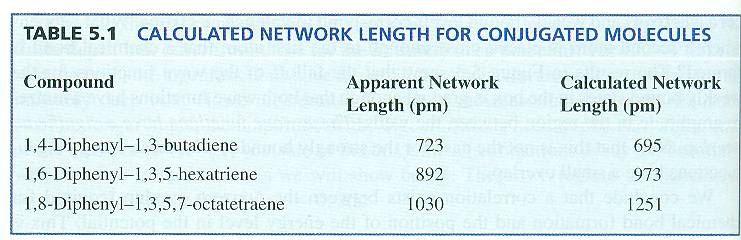 TABLE 5.1 CALCULATED NETWORK LENGTH FOR CONJUGATED MOLECULES
Compound Apparent Network Length (pm) Calculated Network Length (pm)
1,4-Diphenyl–1,3-butadiene 723 695
1,6-Diphenyl–1,3,5-hexatriene 892 973
1,8-Diphenyl–1,3,5,7-octatetraene 1030 1251